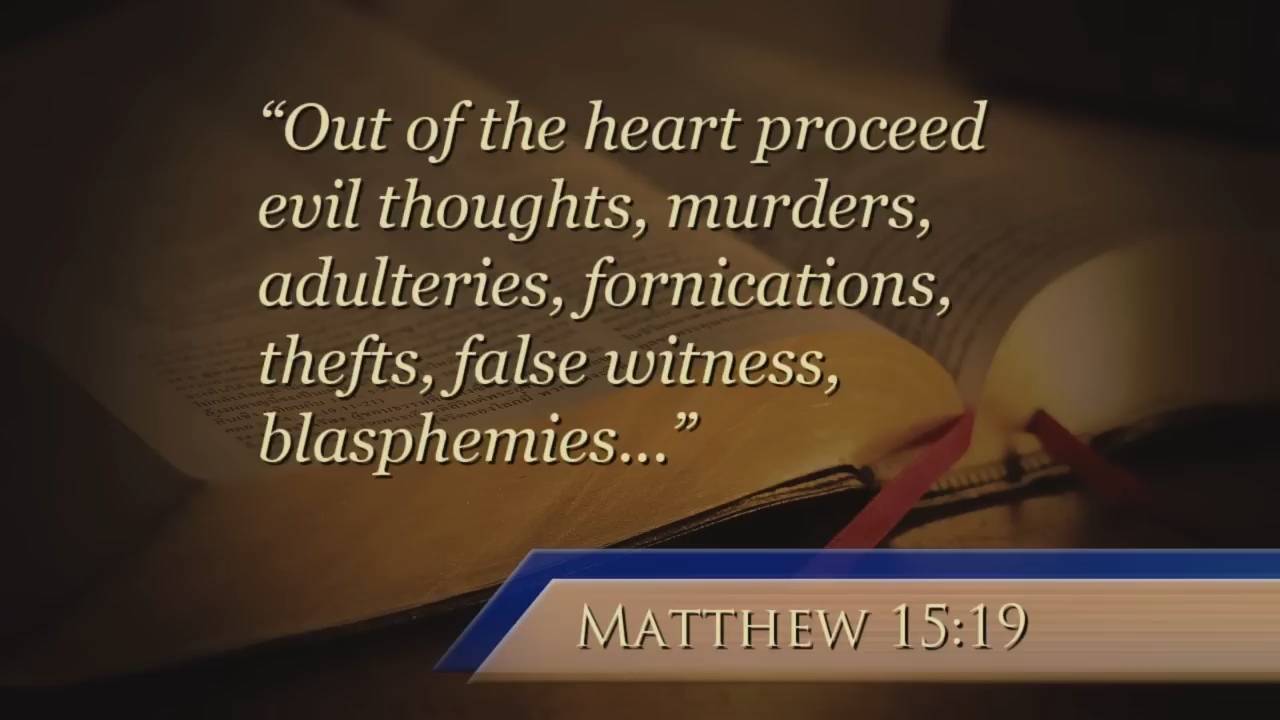 “Out of the heart proceed
evil thoughts, murders,
adulteries, fornications,
thefts, false witness,
blasphemies...”
MATTHEW 15:19